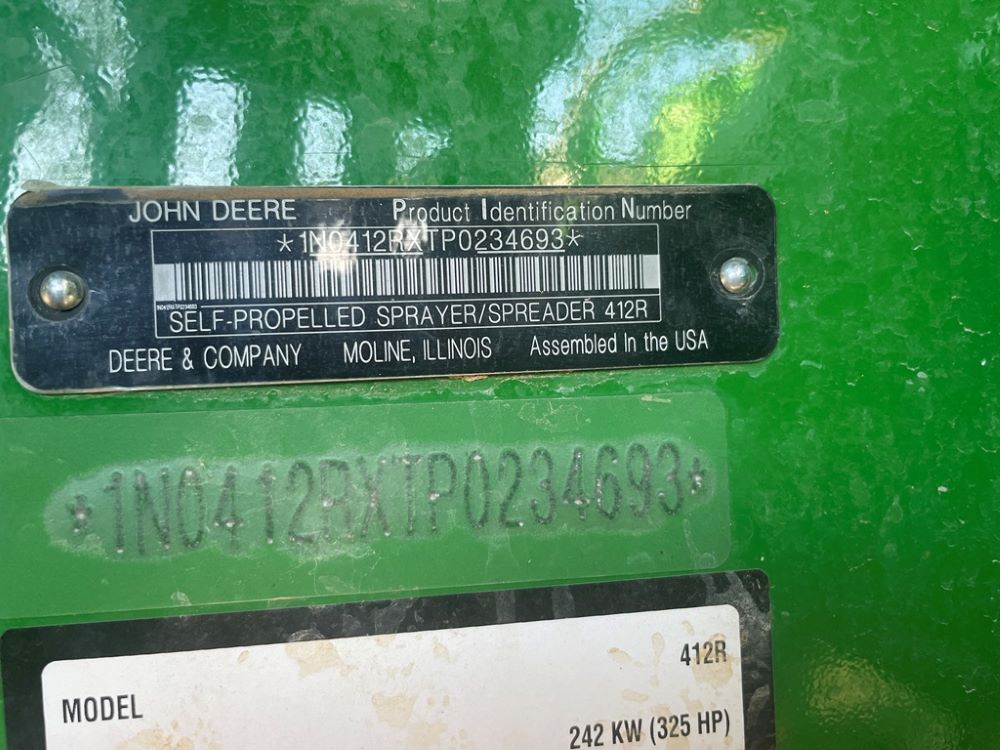 JOHN DEERE Product Identification Number
*1N0412RXTP0234693*
1N0412RXTP0234693
SELF-PROPELLED SPRAYER/SPREADER 412R
DEERE & COMPANY MOLINE, ILLINOIS Assembled In the USA
*1N0412RXTP0234693*
MODEL 412R
242 KW (325 HP)